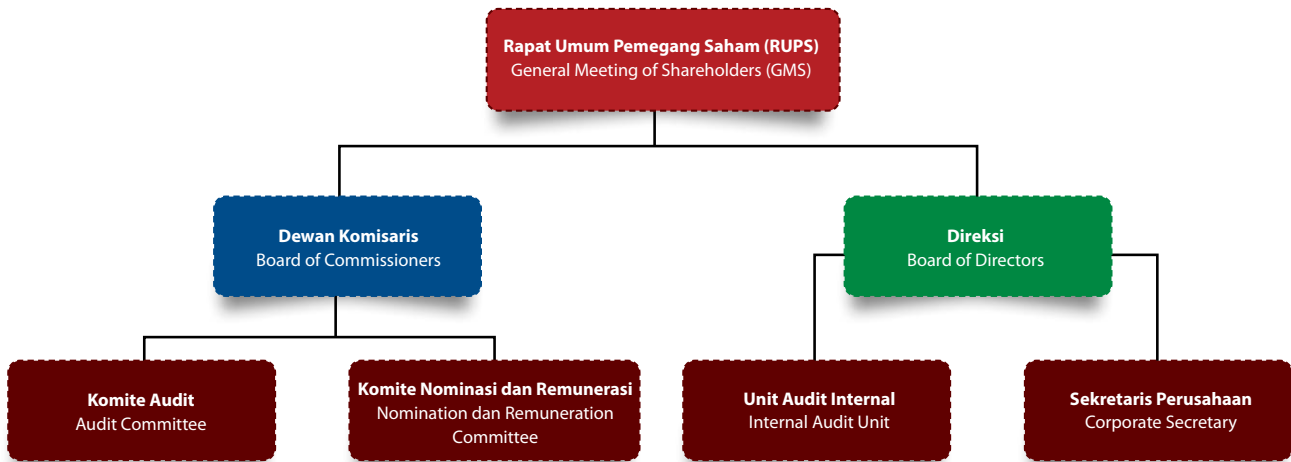 Rapat Umum Pemegang Saham (RUPS)
General Meeting of Shareholders (GMS)
Dewan Komisaris
Board of Commissioners
Direksi
Board of Directors
Komite Audit
Audit Committee
Komite Nominasi dan Remunerasi
Nomination dan Remuneration
Committee
Unit Audit Internal
Internal Audit Unit
Sekretaris Perusahaan
Corporate Secretary